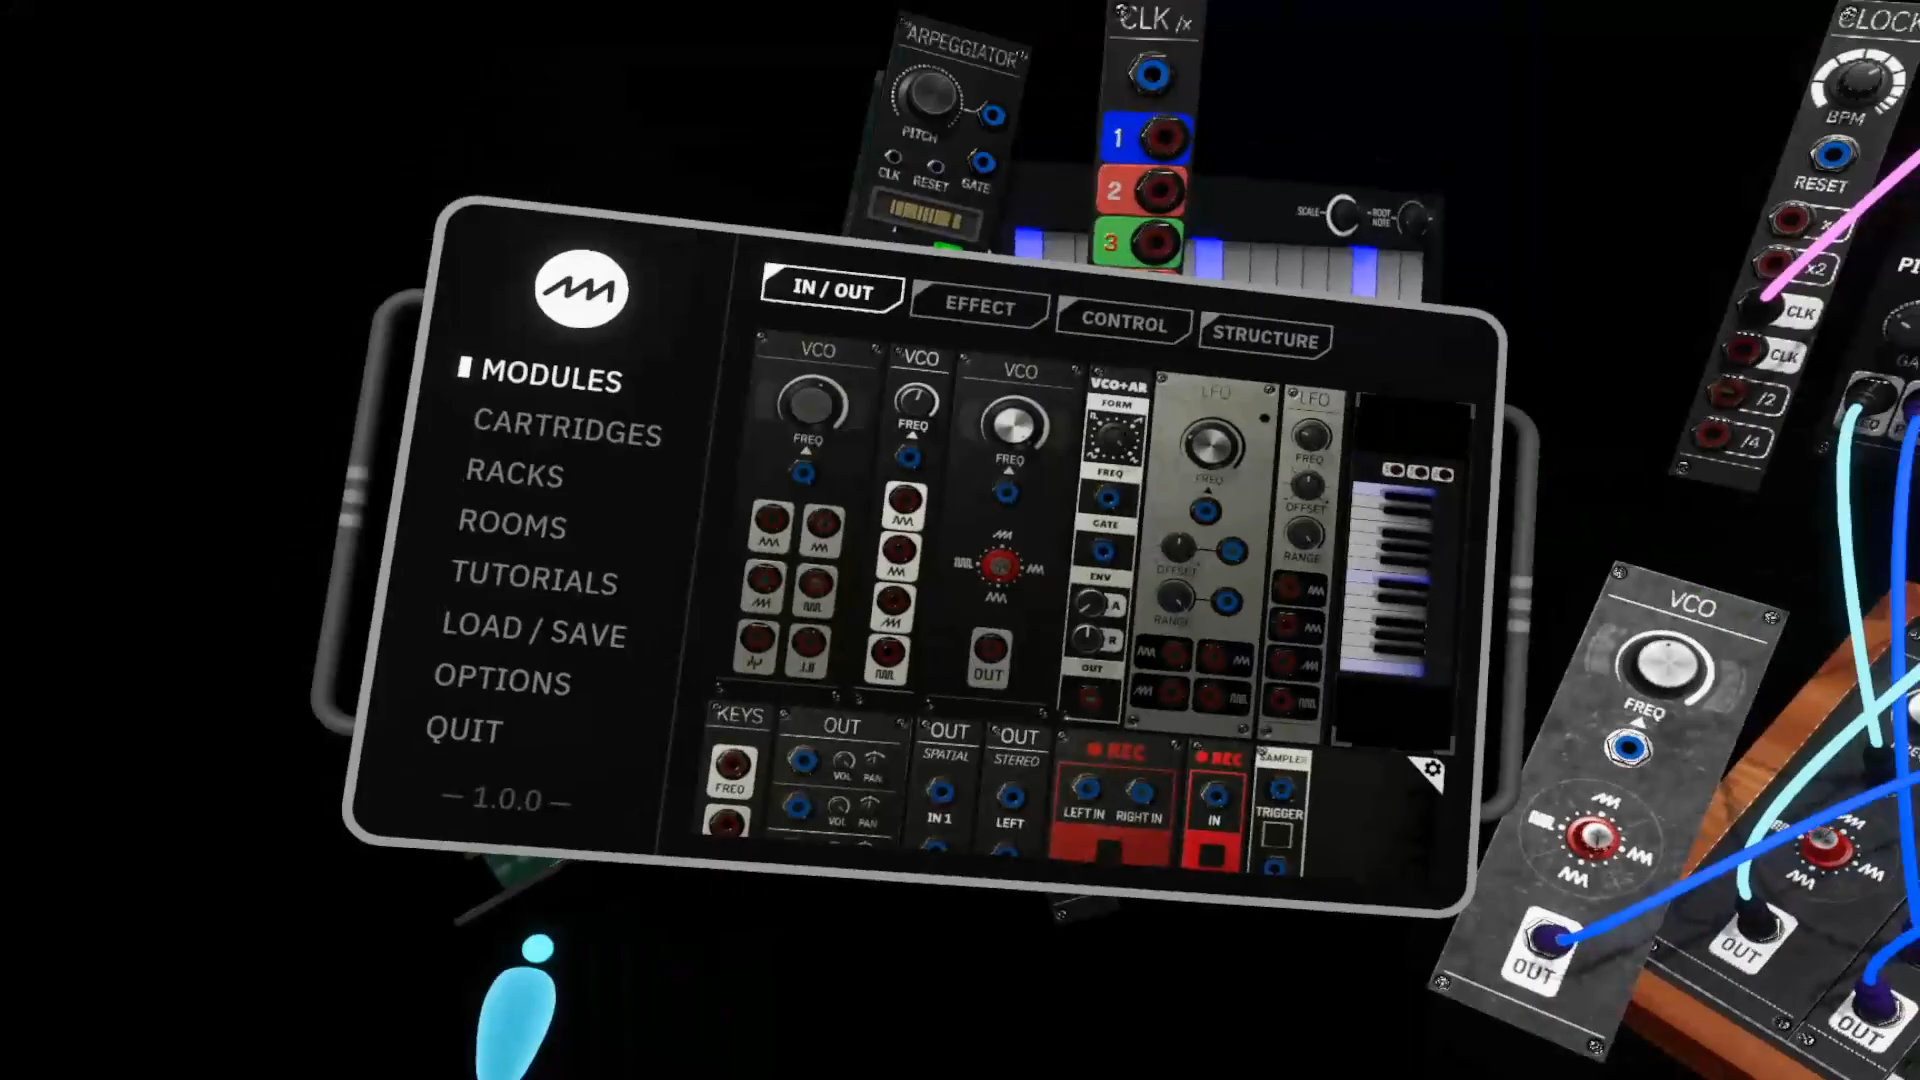 ARPEGGIATOR
PITCH
CLK
RESET
GATE
CLK /x
1
2
3
SCALE
ROOT NOTE
CLOCK
BPM
RESET
x2
CLK
CLK
/2
/4
MODULES
CARTRIDGES
RACKS
ROOMS
TUTORIALS
LOAD / SAVE
OPTIONS
QUIT
— 1.0.0 —
IN / OUT
EFFECT
CONTROL
STRUCTURE
VCO
FREQ
VCO
FREQ
VCO
FREQ
OUT
VCO+AR
FORM
FREQ
GATE
ENV
A
R
OUT
LFO
FREQ
OFFSET
RANGE
LFO
FREQ
OFFSET
RANGE
KEYS
FREQ
OUT
VOL
PAN
VOL
PAN
OUT
SPATIAL
IN 1
OUT
STEREO
LEFT
REC
LEFT IN
RIGHT IN
REC
IN
SAMPLER
TRIGGER
VCO
FREQ
OUT
OUT
OUT